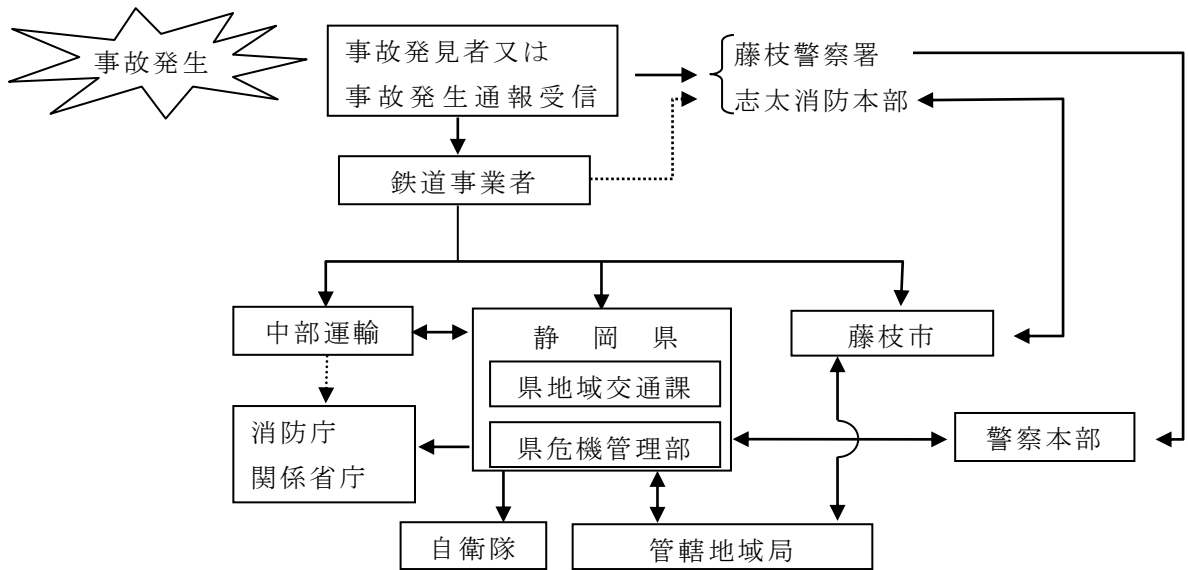 事故発生
事故発見者又は
事故発生通報受信
藤枝警察署
志太消防本部
鉄道事業者
中部運輸
静　岡　県
県地域交通課
県危機管理部
藤枝市
消防庁
関係省庁
警察本部
自衛隊
管轄地域局